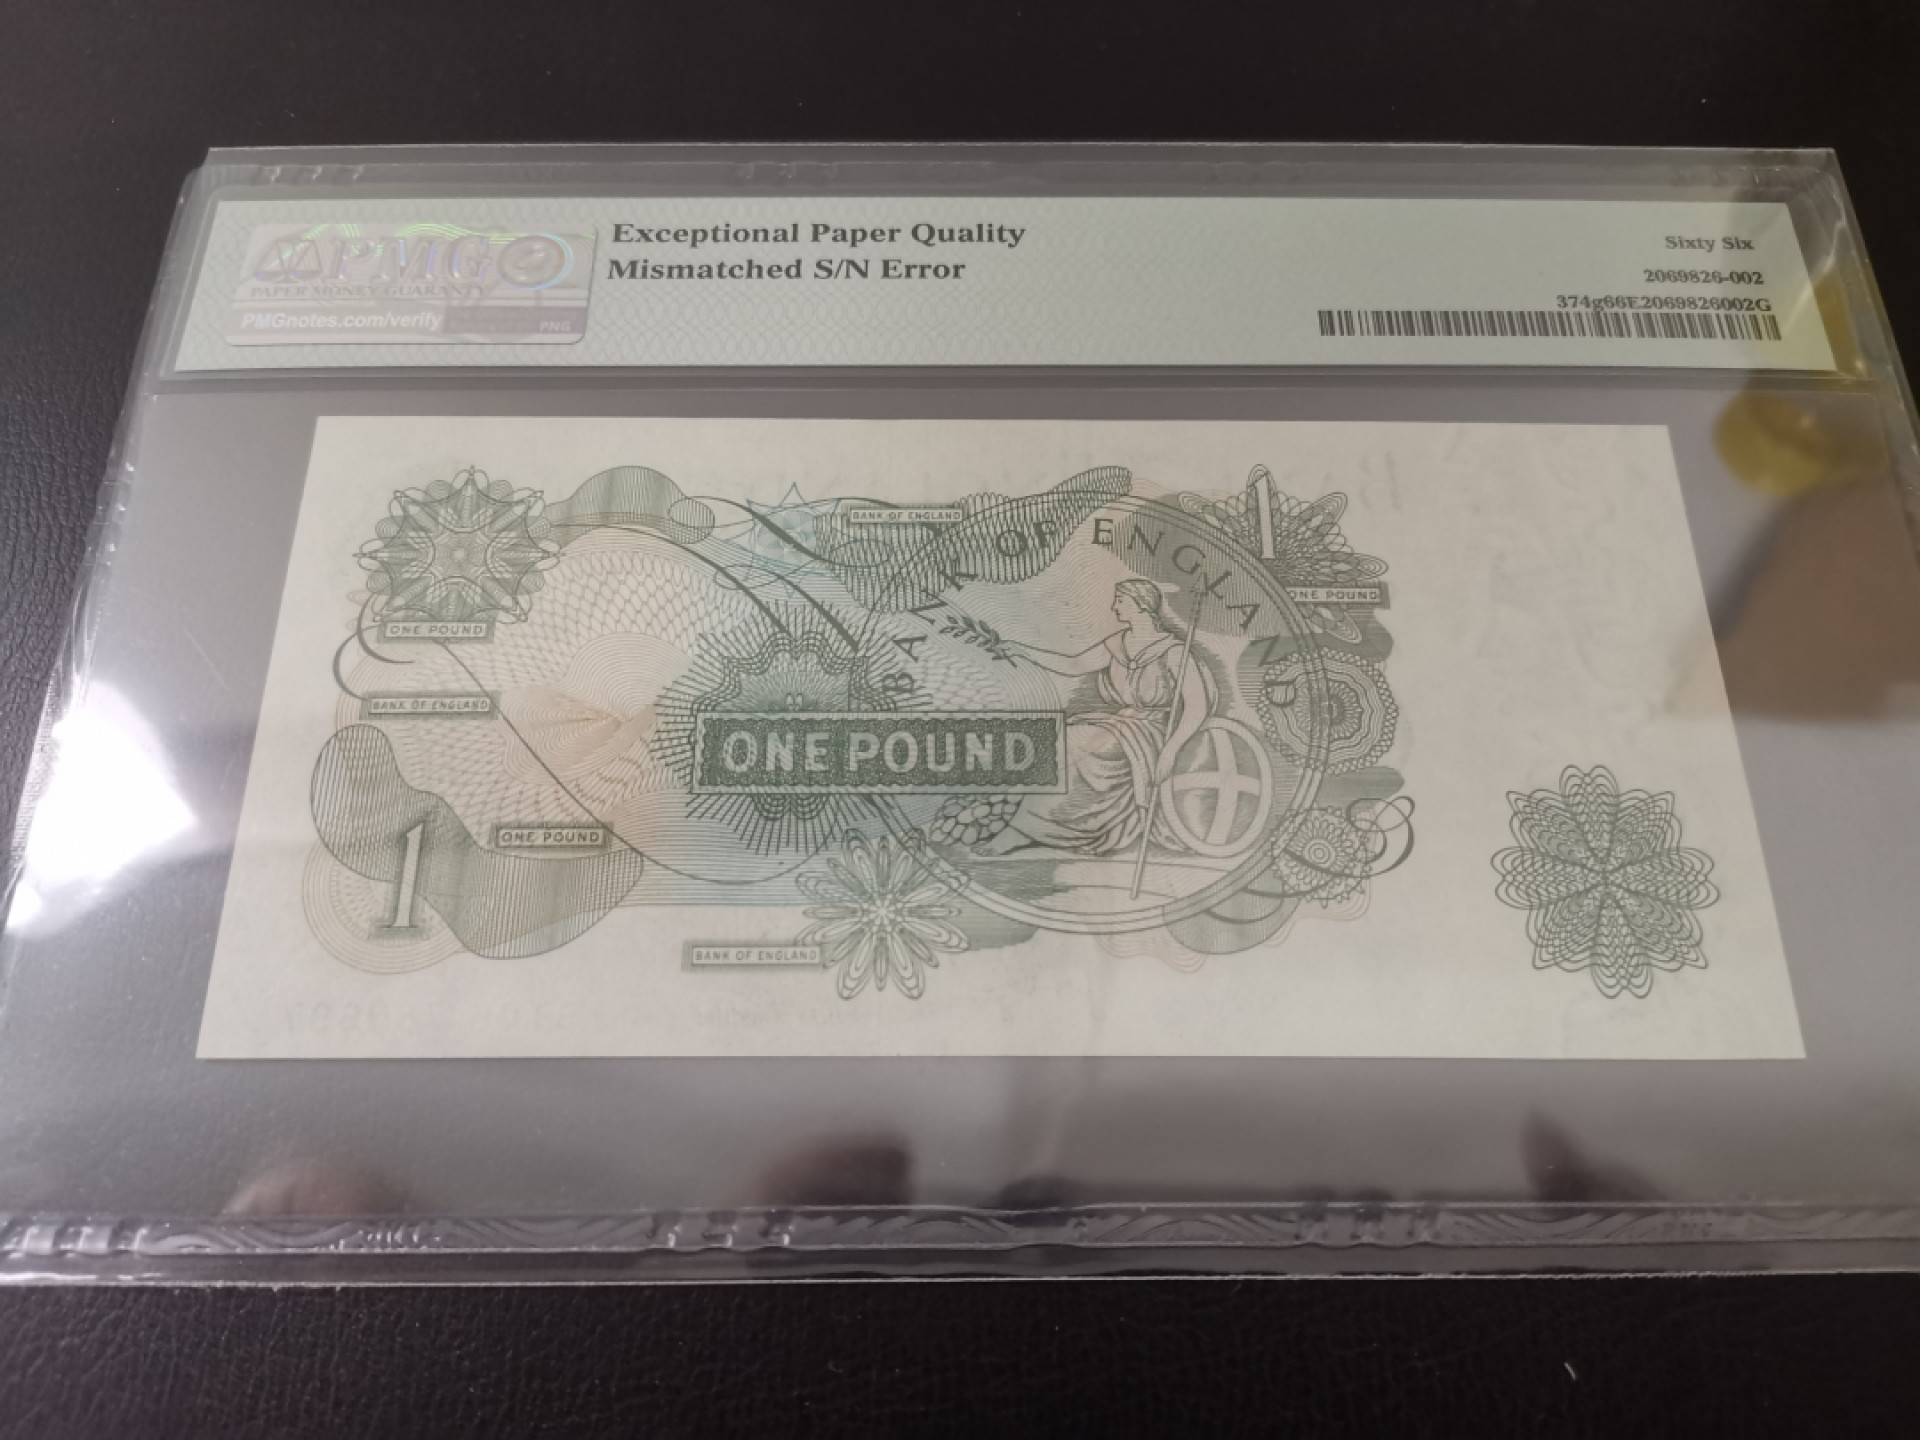 PMG
PAPER MONEY GUARANTY
PMGnotes.com/verify
PNG
Exceptional Paper Quality
Mismatched S/N Error
Sixty Six
2069826-002
374g66E2069826002G
BANK OF ENGLAND
1
BANK OF ENGLAND
ONE POUND
ONE POUND
BANK OF ENGLAND
ONE POUND
ONE POUND
1
BANK OF ENGLAND